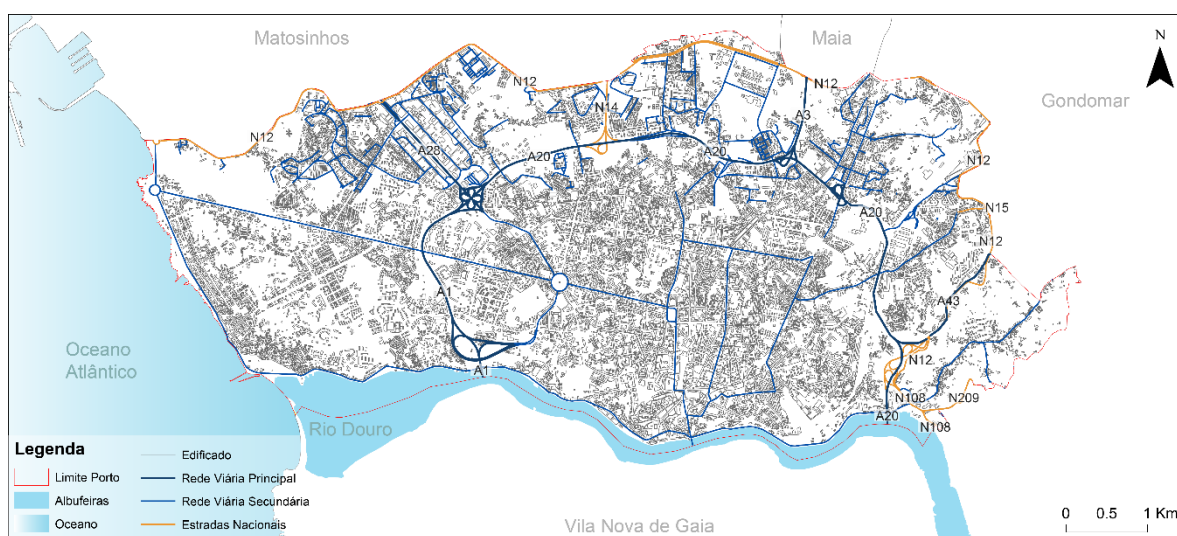 Matosinhos
Maia
N
Gondomar
N12
N12
N14
N12
A3
N12
A28
A20
A20
N12
A20
N15
N12
A1
A43
Oceano
Atlântico
A1
N12
N108
N209
A20
N108
Rio Douro
Vila Nova de Gaia
Legenda
Limite Porto
Albufeiras
Oceano
Edificado
Rede Viária Principal
Rede Viária Secundária
Estradas Nacionais
0 0.5 1 Km